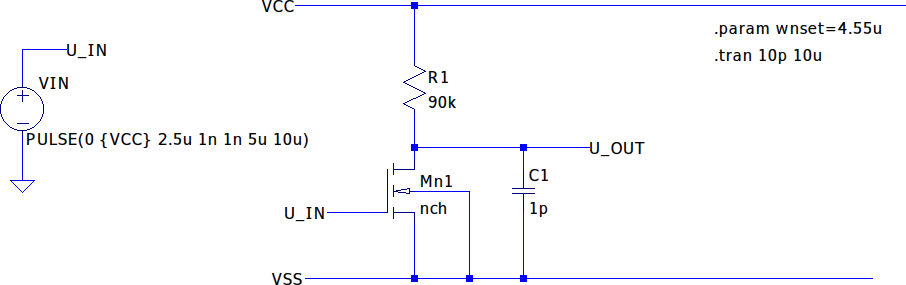 VCC
.param wnset=4.55u
.tran 10p 10u
U_IN
VIN
PULSE(0 {VCC} 2.5u 1n 1n 5u 10u)
R1
90k
U_OUT
Mn1
nch
U_IN
C1
1p
VSS